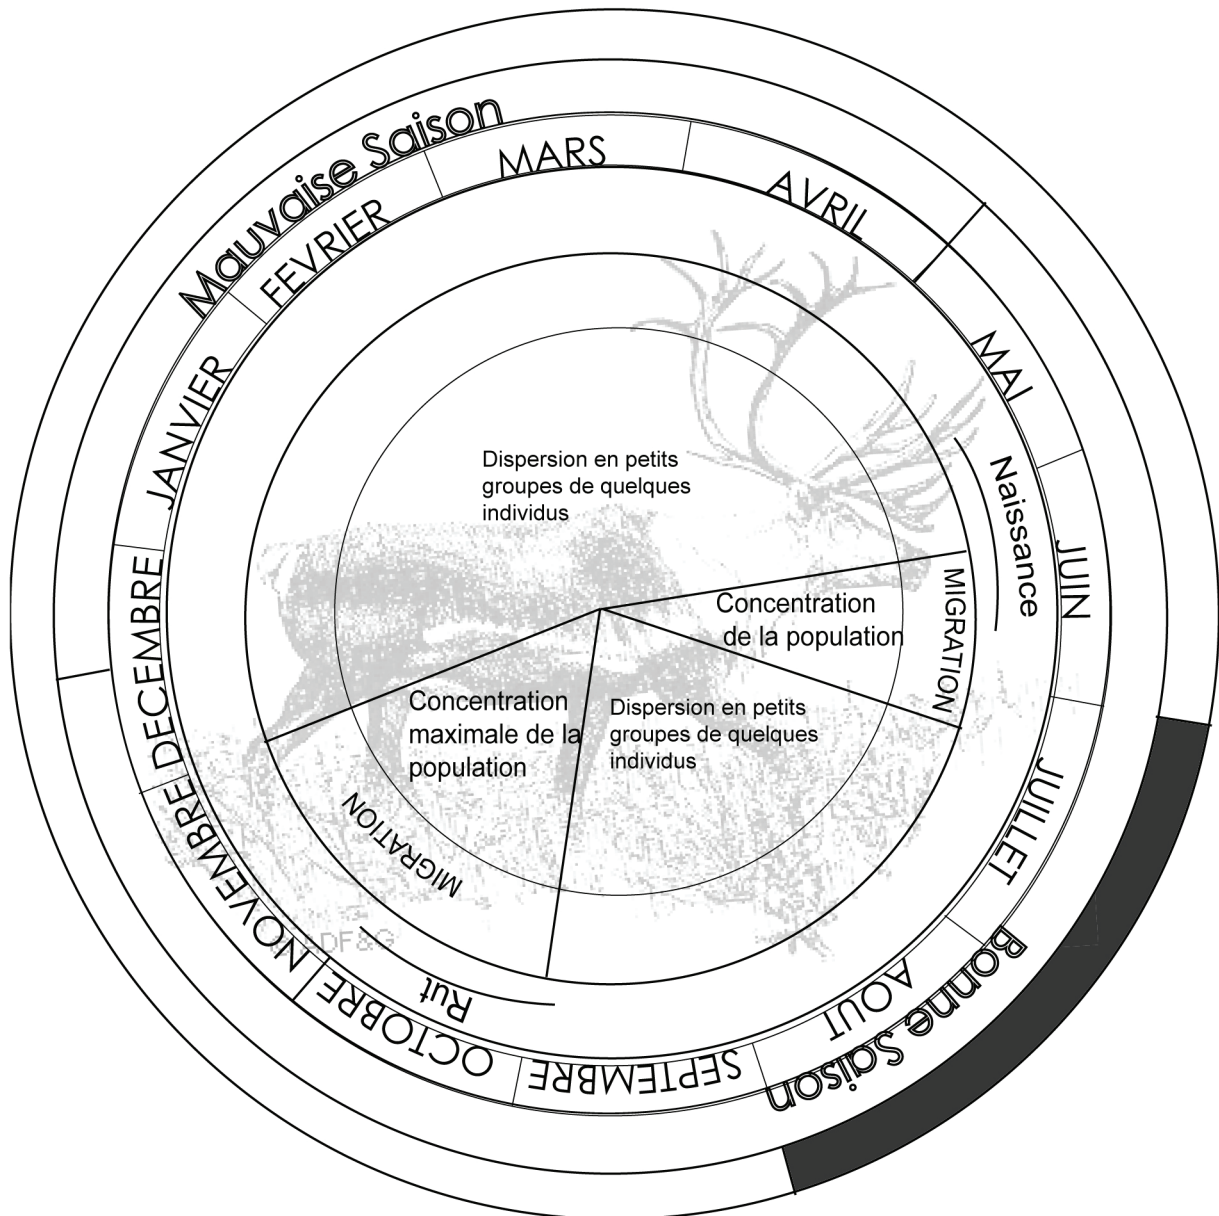 Mauvaise Saison
JANVIER
FEVRIER
MARS
AVRIL
MAI
JUIN
JUILLET
AOUT
SEPTEMBRE
OCTOBRE
NOVEMBRE
DECEMBRE
Bonne Saison
Naissance
Rut
MIGRATION
MIGRATION
Dispersion en petits
groupes de quelques
individus
Concentration
de la population
Concentration
maximale de la
population
Dispersion en petits
groupes de quelques
individus
ADF&G